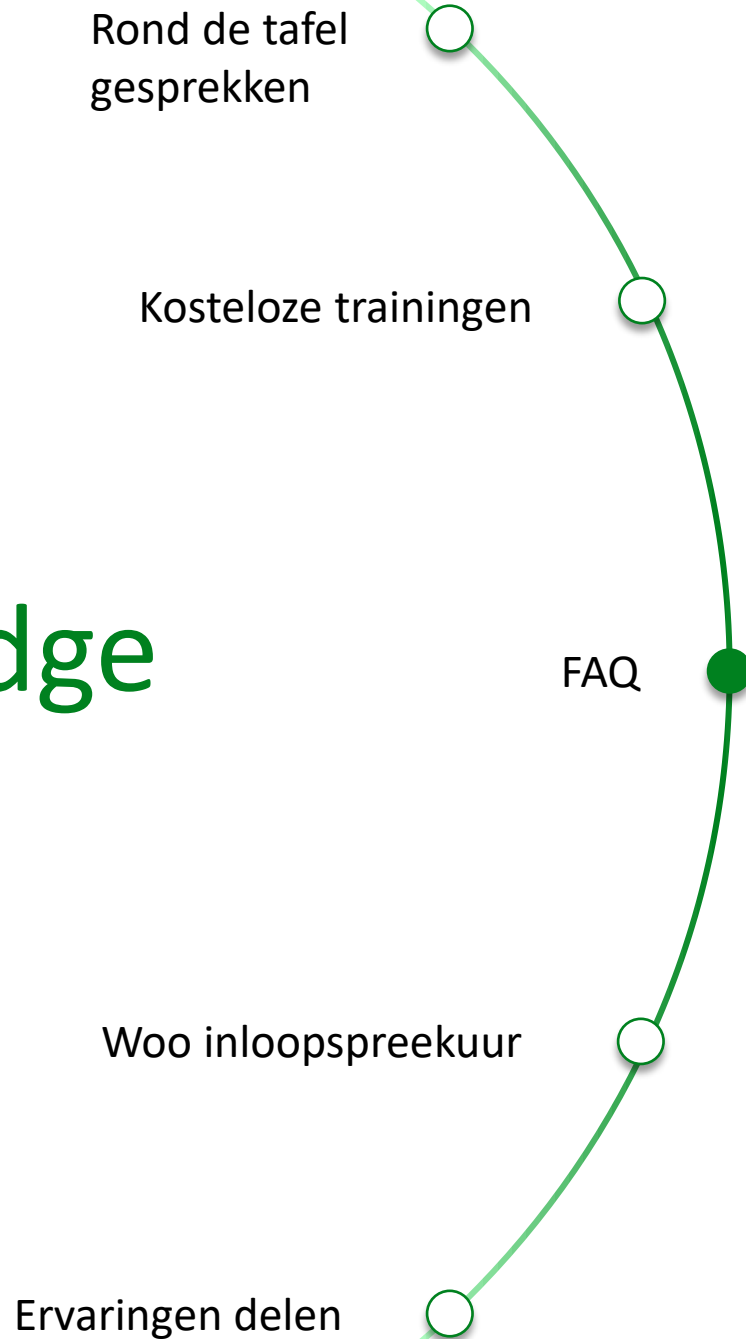 Rond de tafel
gesprekken
Kosteloze trainingen
dge
FAQ
Woo inloopspreekuur
Ervaringen delen